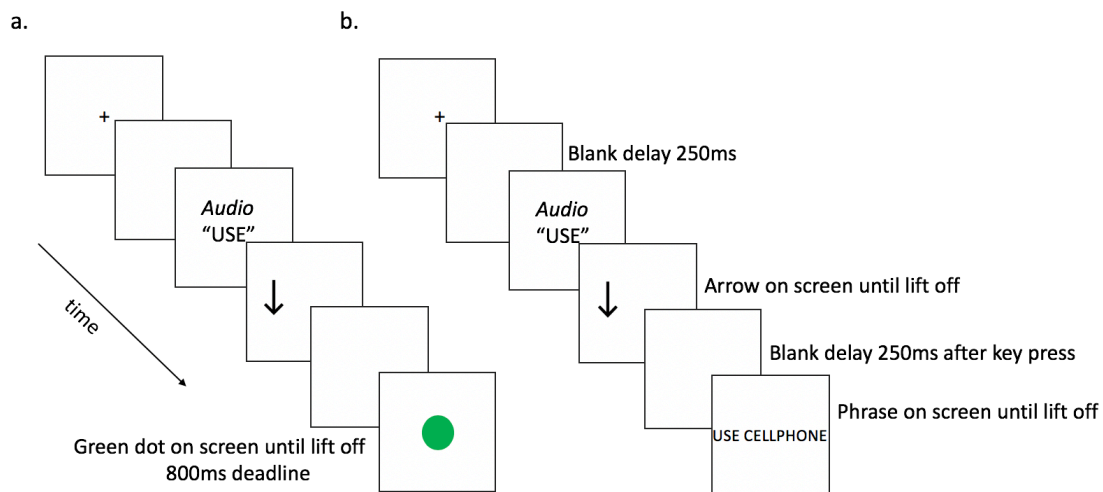 a.
+
Audio
“USE”
↓
time
Green dot on screen until lift off
800ms deadline
b.
+
Blank delay 250ms
Audio
“USE”
↓
Arrow on screen until lift off
Blank delay 250ms after key press
Phrase on screen until lift off
USE CELLPHONE